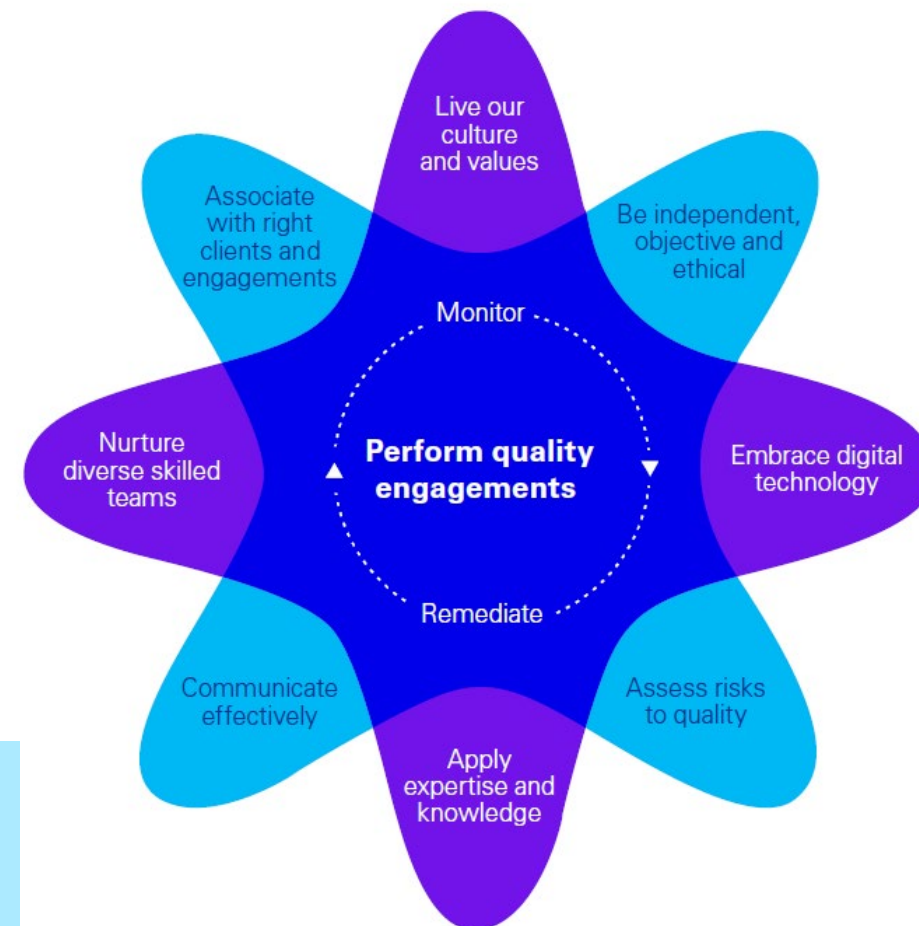 Live our
culture
and values
Be independent,
objective and
ethical
Embrace digital
technology
Assess risks
to quality
Apply
expertise and
knowledge
Communicate
effectively
Nurture
diverse skilled
teams
Associate
with right
clients and
engagements
Monitor
Perform quality
engagements
Remediate